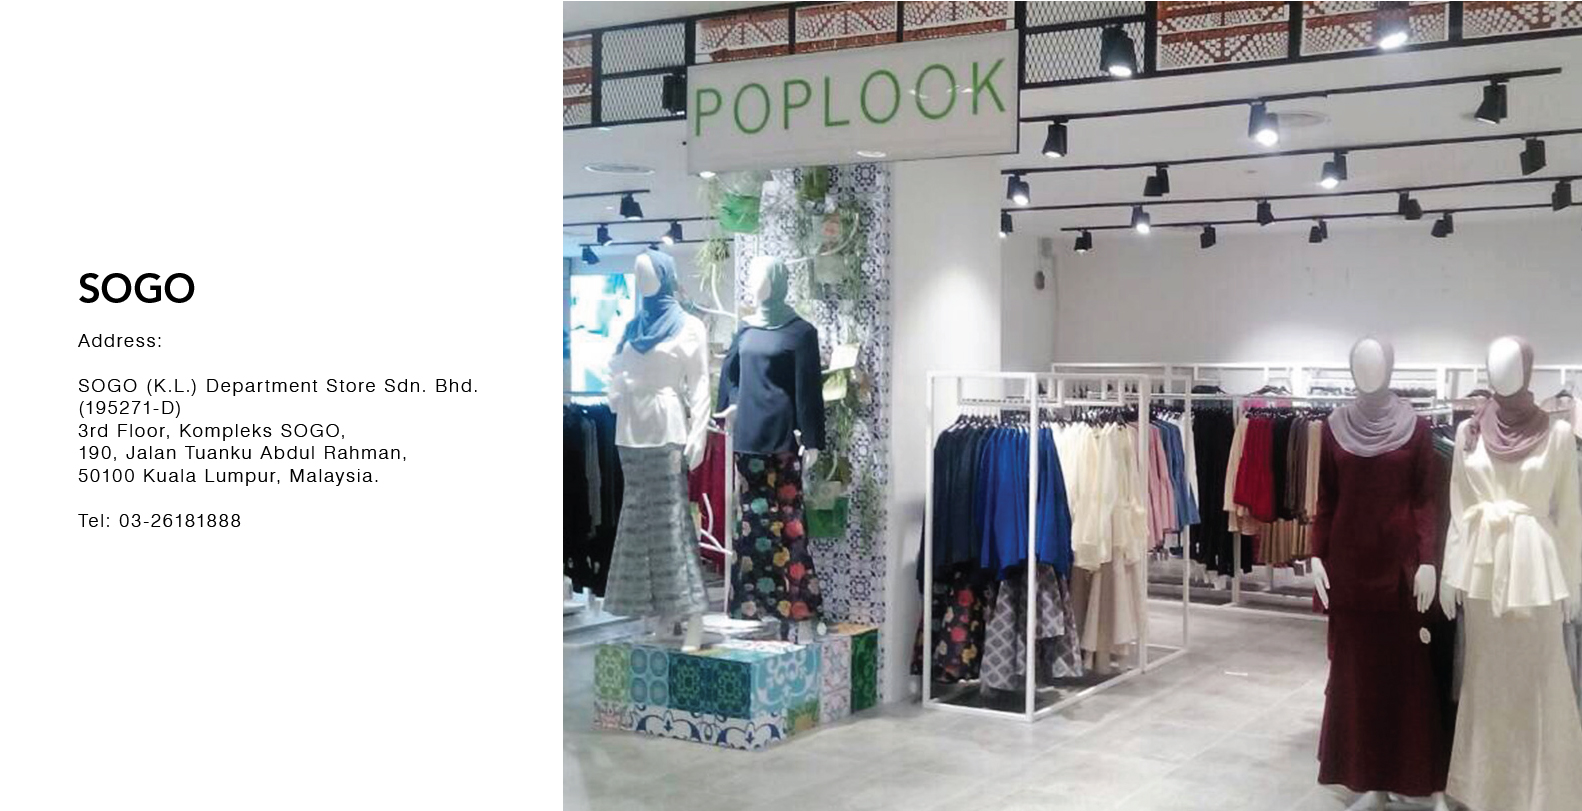 SOGO
Address:
SOGO (K.L.) Department Store Sdn. Bhd.
(195271-D)
3rd Floor, Kompleks SOGO,
190, Jalan Tuanku Abdul Rahman,
50100 Kuala Lumpur, Malaysia.
Tel: 03-26181888
POPLOOK